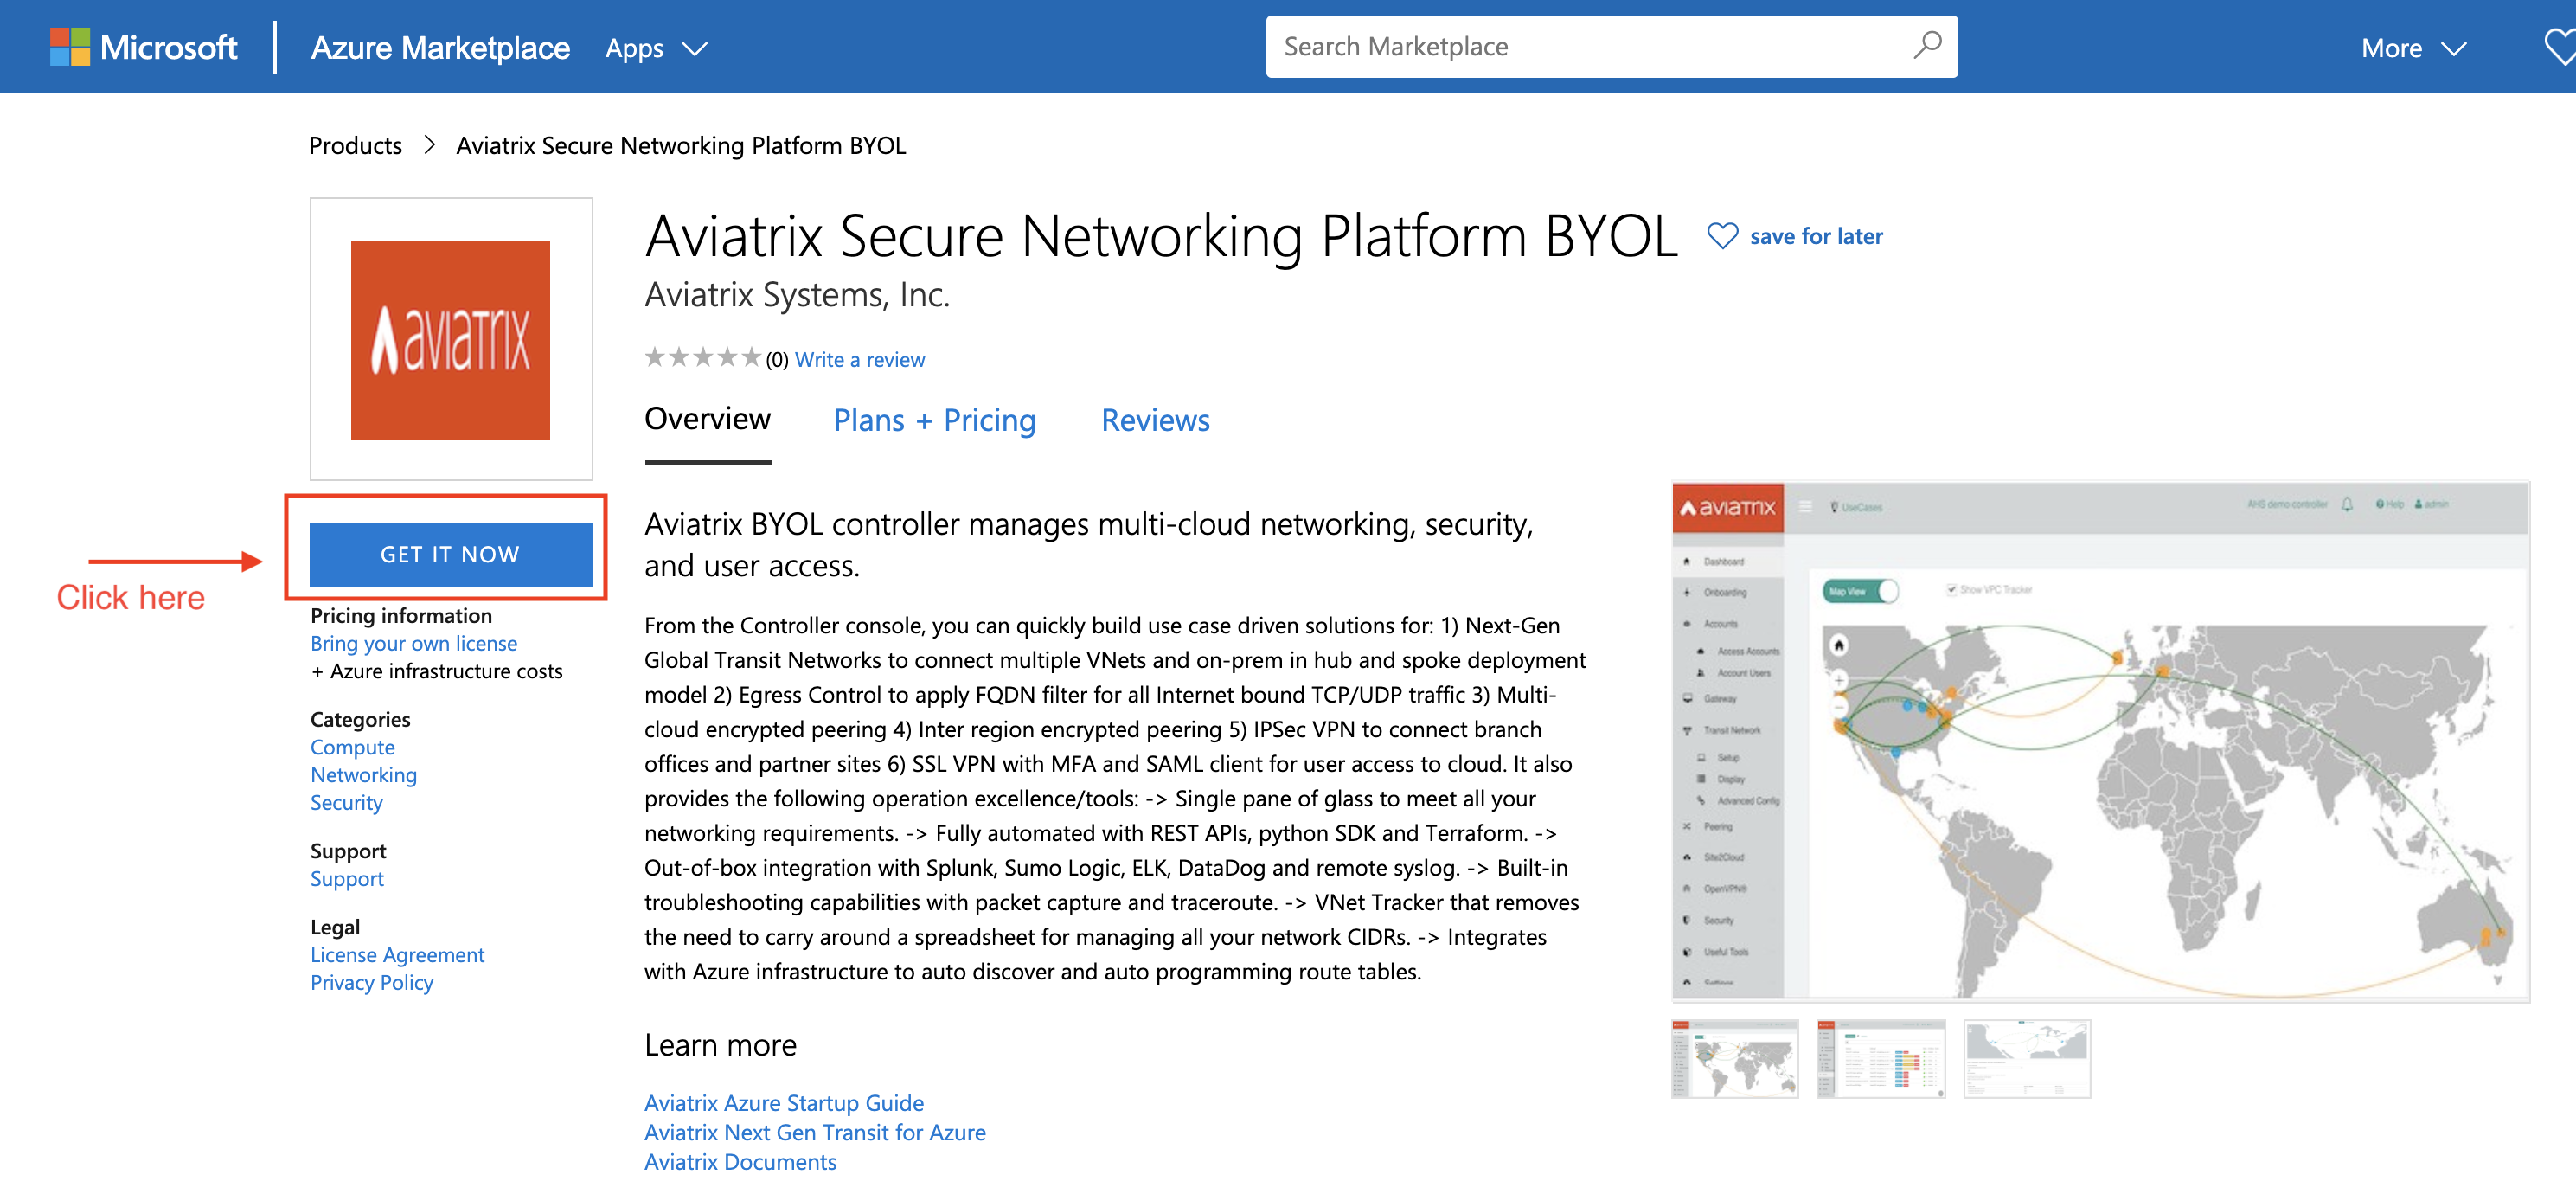 Microsoft
Azure Marketplace
Apps
Search Marketplace
More
Products > Aviatrix Secure Networking Platform BYOL
aviatrix
Aviatrix Secure Networking Platform BYOL
save for later
Aviatrix Systems, Inc.
(0) Write a review
Overview
Plans + Pricing
Reviews
Click here
GET IT NOW
Pricing information
Bring your own license
+ Azure infrastructure costs
Categories
Compute
Networking
Security
Support
Support
Legal
License Agreement
Privacy Policy
Aviatrix BYOL controller manages multi-cloud networking, security,
and user access.
From the Controller console, you can quickly build use case driven solutions for: 1) Next-Gen
Global Transit Networks to connect multiple VNets and on-prem in hub and spoke deployment
model 2) Egress Control to apply FQDN filter for all Internet bound TCP/UDP traffic 3) Multi-
cloud encrypted peering 4) Inter region encrypted peering 5) IPSec VPN to connect branch
offices and partner sites 6) SSL VPN with MFA and SAML client for user access to cloud. It also
provides the following operation excellence/tools: -> Single pane of glass to meet all your
networking requirements. -> Fully automated with REST APIs, python SDK and Terraform. ->
Out-of-box integration with Splunk, Sumo Logic, ELK, DataDog and remote syslog. -> Built-in
troubleshooting capabilities with packet capture and traceroute. -> VNet Tracker that removes
the need to carry around a spreadsheet for managing all your network CIDRs. -> Integrates
with Azure infrastructure to auto discover and auto programming route tables.
Learn more
Aviatrix Azure Startup Guide
Aviatrix Next Gen Transit for Azure
Aviatrix Documents
aviatrix
UseCases
AHS demo controller
Help
admin
Dashboard
Onboarding
Accounts
Access Accounts
Account Users
Gateway
Transit Network
Setup
Display
Advanced Config
Peering
Site2Cloud
OpenVPN®
Security
Useful Tools
Settings
Map View
Show VPC Tracker